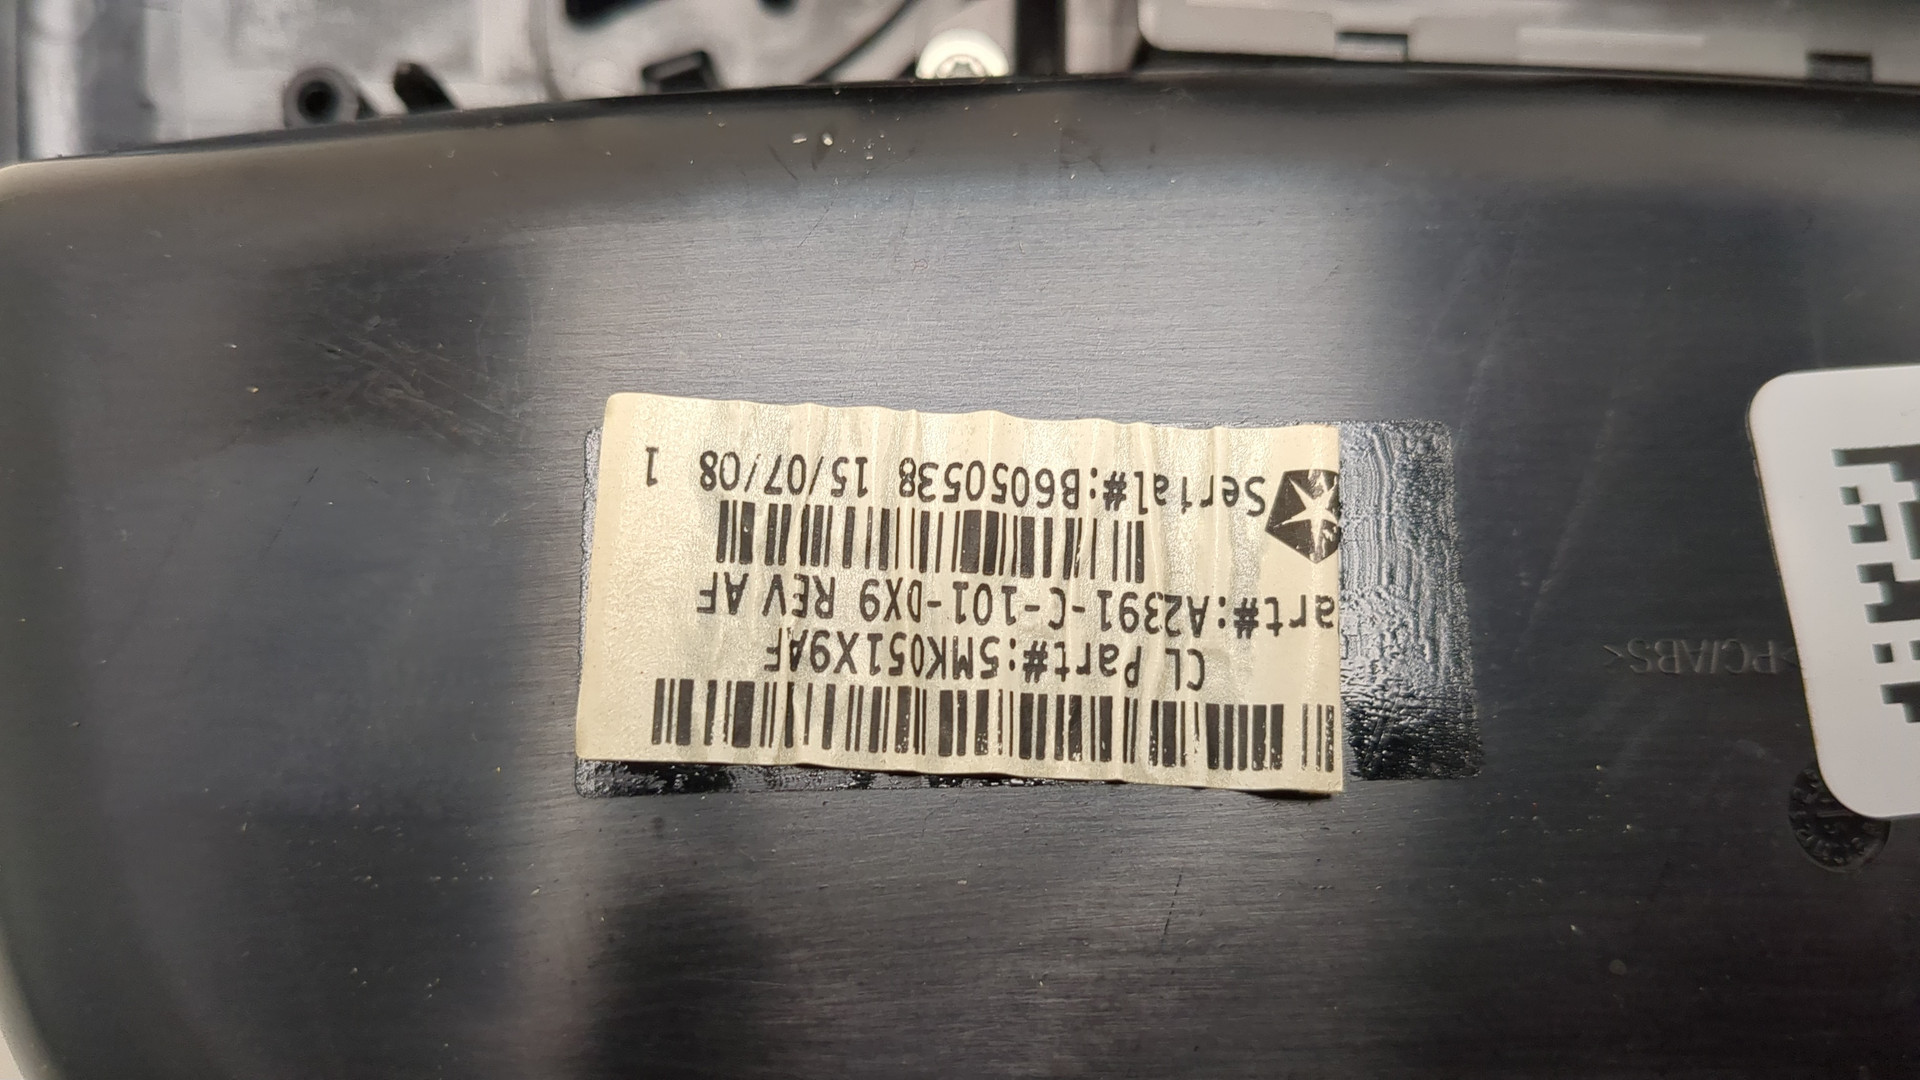 CL Part#:5MK051X9AF
art#:A2391-C-101-DX9 REV AF
Serial#:B6050538 15/07/08 1
>PC/ABS<